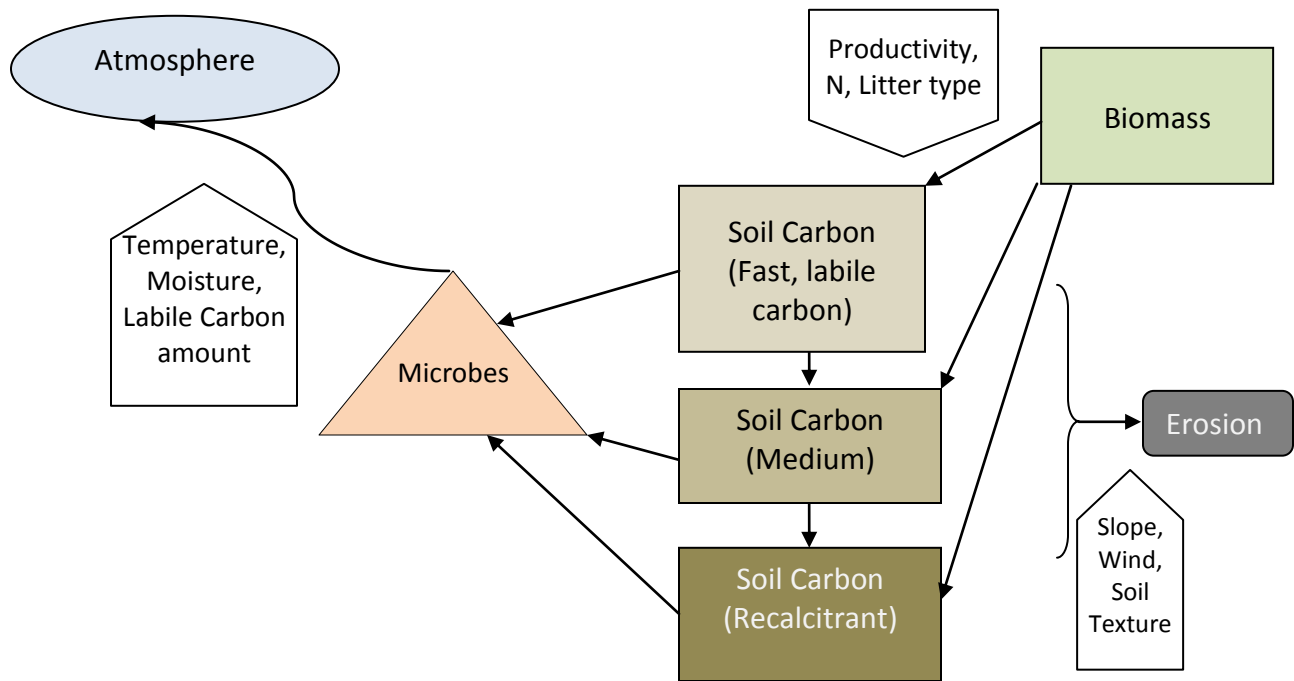 Atmosphere
Productivity,
N, Litter type
Biomass
Temperature,
Moisture,
Labile Carbon
amount
Soil Carbon
(Fast, labile
carbon)
Microbes
Soil Carbon
(Medium)
Erosion
Soil Carbon
(Recalcitrant)
Slope,
Wind,
Soil
Texture